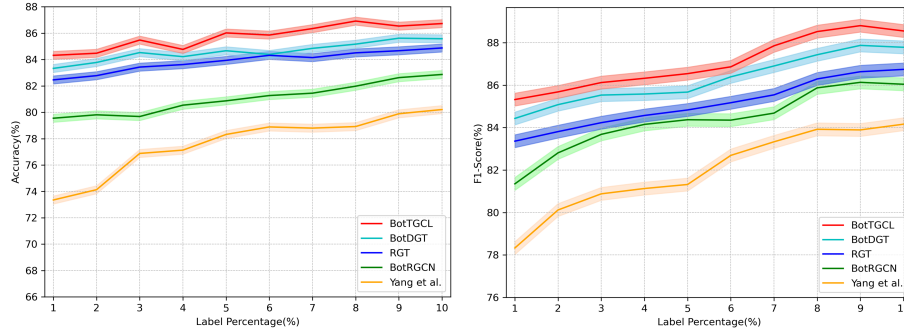 88
86
84
82
80
78
76
74
72
70
68
66
Accuracy(%)
1 2 3 4 5 6 7 8 9 10
Label Percentage(%)
BotTGCL
BotDGT
RGT
BotRGCN
Yang et al.
88
86
84
82
80
78
76
F1-Score(%)
1 2 3 4 5 6 7 8 9 1
Label Percentage(%)
BotTGCL
BotDGT
RGT
BotRGCN
Yang et al.